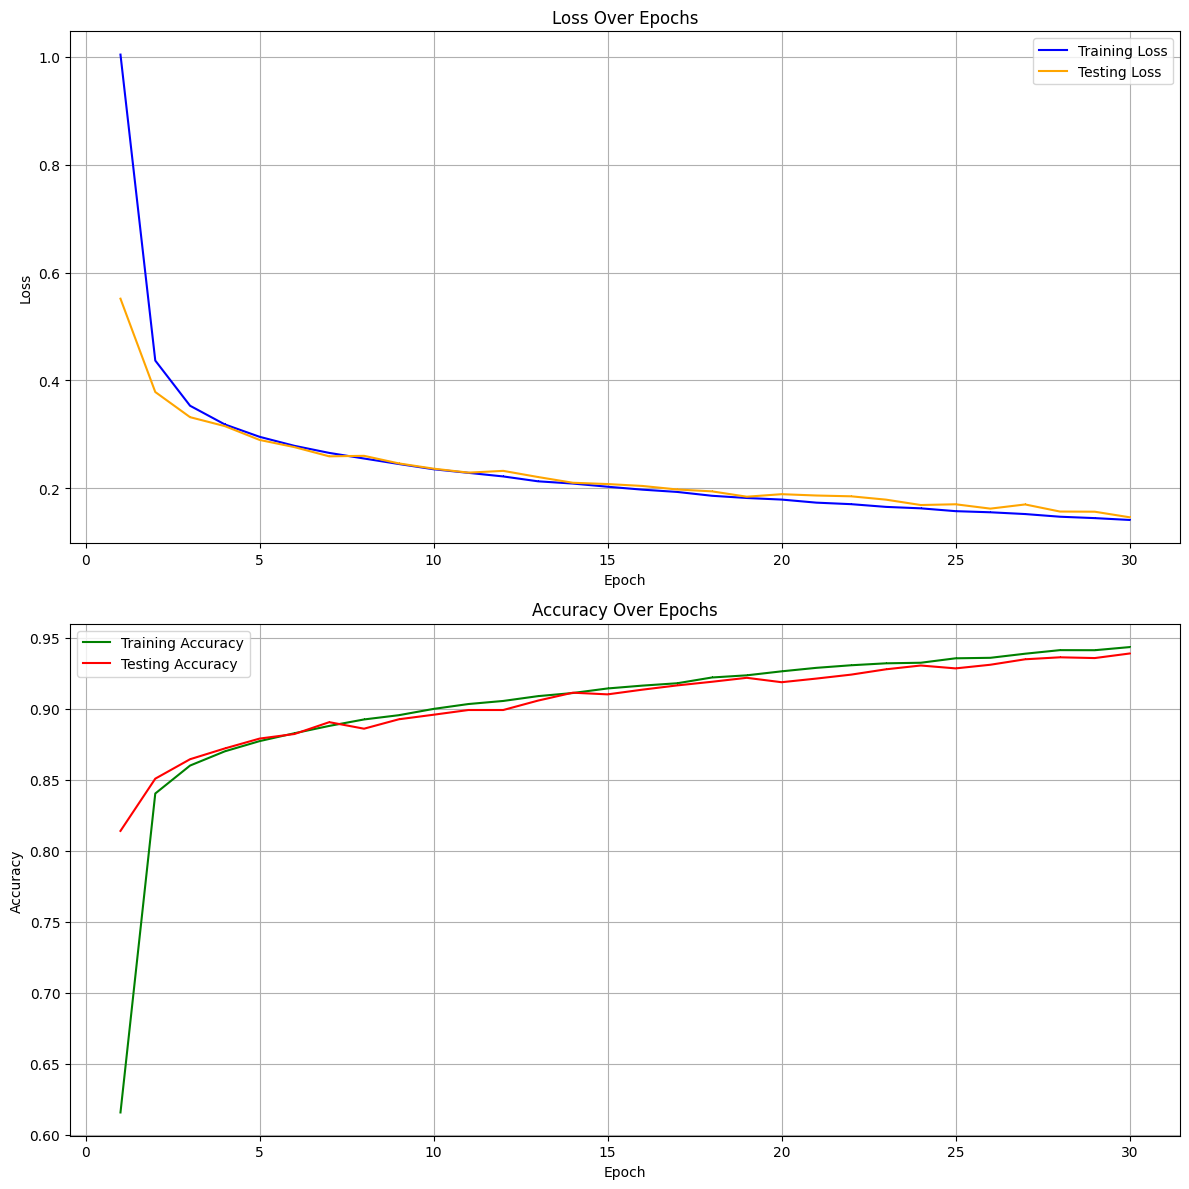 Loss Over Epochs
1.0
0.8
0.6
0.4
0.2
Loss
Training Loss
Testing Loss
0 5 10 15 20 25 30
Epoch
Accuracy Over Epochs
0.95
0.90
0.85
0.80
0.75
0.70
0.65
0.60
Accuracy
Training Accuracy
Testing Accuracy
0 5 10 15 20 25 30
Epoch